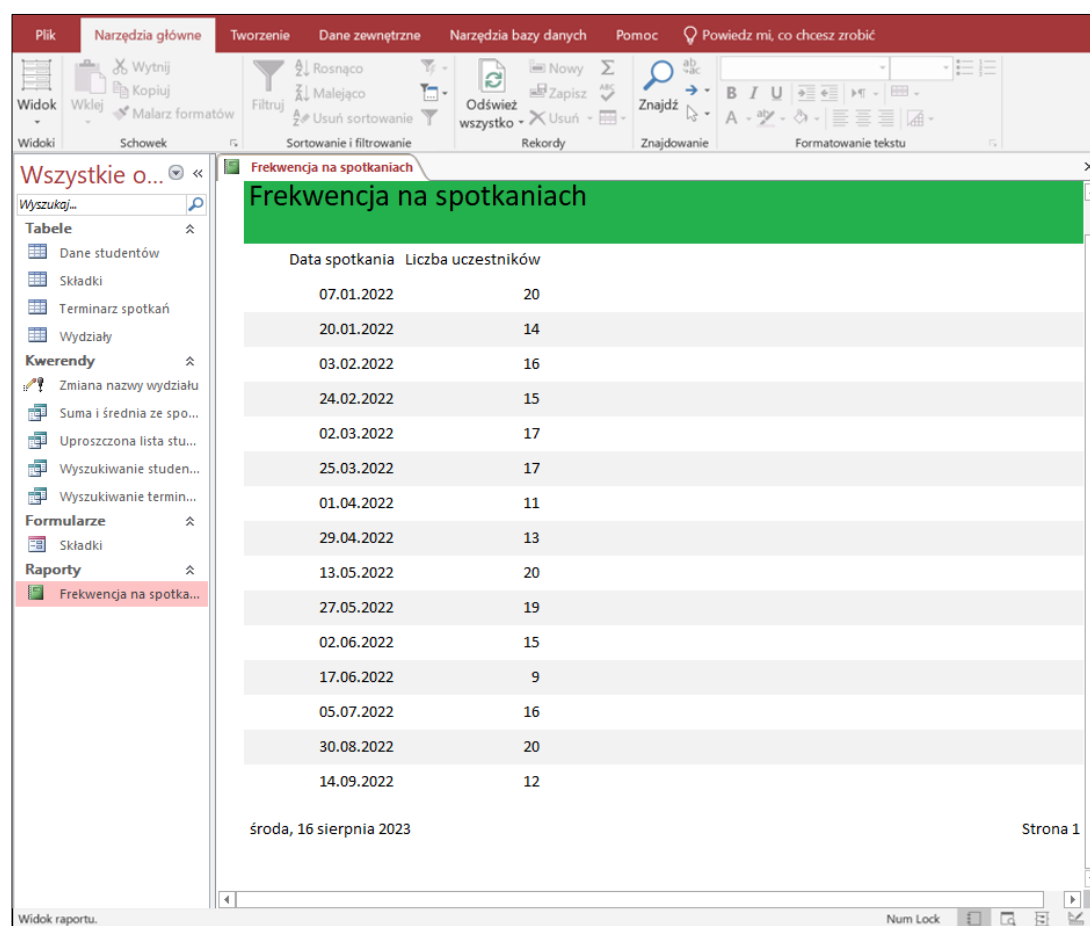 Plik Narzędzia główne Tworzenie Dane zewnętrzne Narzędzia bazy danych Pomoc Powiedz mi, co chcesz zrobić
Widok
Wklej
Wytnij
Kopiuj
Malarz formatów
Filtruj
Rosnąco
Malejąco
Usuń sortowanie
Odśwież
wszystko
Nowy
Zapisz
Usuń
Znajdź
B I U
A
Widoki Schowek Sortowanie i filtrowanie Rekordy Znajdowanie Formatowanie tekstu
Wszystkie o...
Wyszukaj...
Tabele
Dane studentów
Składki
Terminarz spotkań
Wydziały
Kwerendy
Zmiana nazwy wydziału
Suma i średnia ze spo...
Uproszczona lista stu...
Wyszukiwanie studen...
Wyszukiwanie termin...
Formularze
Składki
Raporty
Frekwencja na spotka...
Frekwencja na spotkaniach
Frekwencja na spotkaniach
Data spotkania Liczba uczestników
07.01.2022 20
20.01.2022 14
03.02.2022 16
24.02.2022 15
02.03.2022 17
25.03.2022 17
01.04.2022 11
29.04.2022 13
13.05.2022 20
27.05.2022 19
02.06.2022 15
17.06.2022 9
05.07.2022 16
30.08.2022 20
14.09.2022 12
środa, 16 sierpnia 2023 Strona 1
Widok raportu. Num Lock